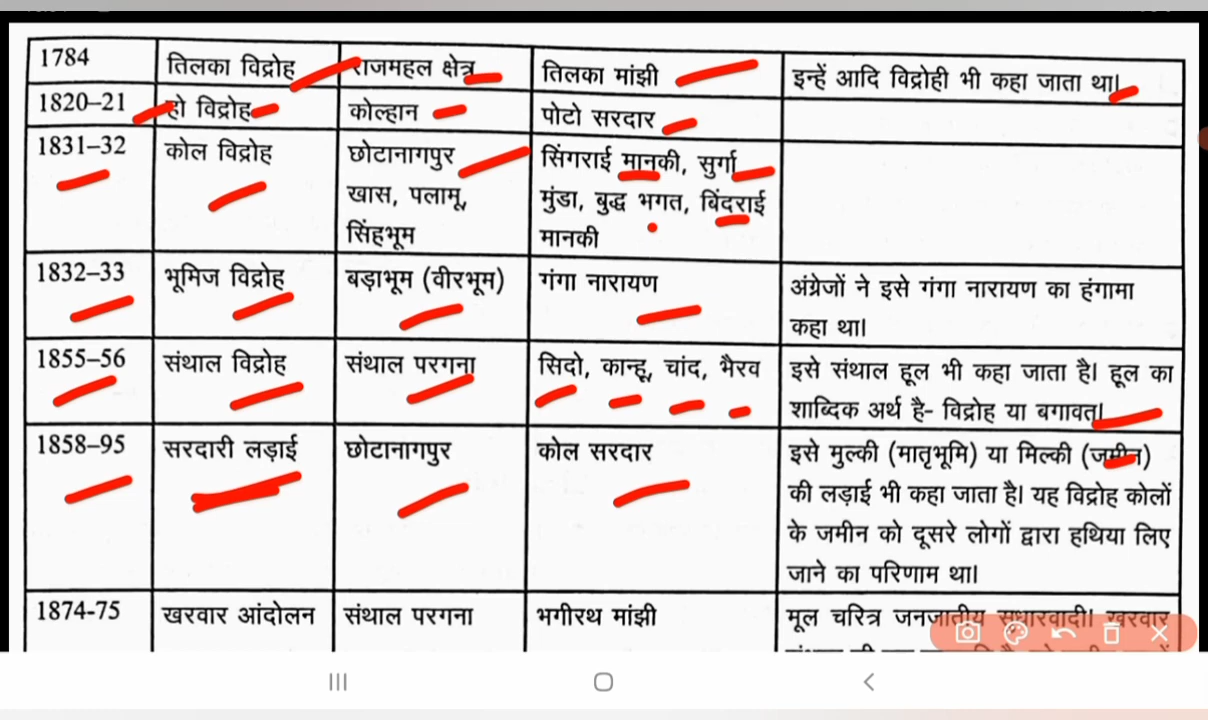 1784 तिलका विद्रोह राजमहल क्षेत्र तिलका मांझी इन्हें आदि विद्रोही भी कहा जाता था।
1820–21 हो विद्रोह कोल्हान पोटो सरदार
1831–32 कोल विद्रोह छोटानागपुर सिंगराई मानकी, सुर्गा
खास, पलामू, मुंडा, बुद्ध भगत, बिंदराई
सिंहभूम मानकी
1832–33 भूमिज विद्रोह बड़ाभूम (वीरभूम) गंगा नारायण अंग्रेजों ने इसे गंगा नारायण का हंगामा
कहा था।
1855–56 संथाल विद्रोह संथाल परगना सिदो, कान्हू, चांद, भैरव इसे संथाल हूल भी कहा जाता है। हूल का
शाब्दिक अर्थ है- विद्रोह या बगावत।
1858–95 सरदारी लड़ाई छोटानागपुर कोल सरदार इसे मुल्की (मातृभूमि) या मिल्की (जमीन)
की लड़ाई भी कहा जाता है। यह विद्रोह कोलों
के जमीन को दूसरे लोगों द्वारा हथिया लिए
जाने का परिणाम था।
1874-75 खरवार आंदोलन संथाल परगना भगीरथ मांझी मूल चरित्र जनजातीय सुधारवादी। खरवार